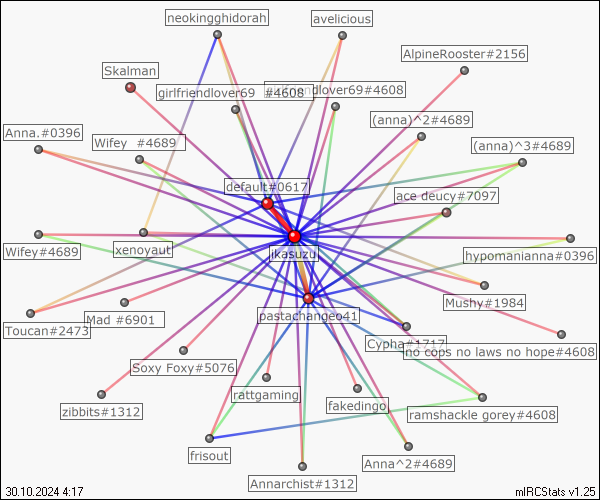 neokingghidorah
avelicious
AlpineRooster#2156
Skalman
girlfriendlover69 #4608
friendlover69#4608
(anna)^2#4689
Anna.#0396
Wifey #4689
(anna)^3#4689
default#0617
ace deucy#7097
Wifey#4689
xenoyaut
ikasuzu
hypomanianna#0396
Mushy#1984
Toucan#2473
Mad #6901
pastachangeo41
Cypha#1717
no cops no laws no hope#4608
Soxy Foxy#5076
rattgaming
fakedingo
zibbits#1312
ramshackle gorey#4608
frisout
Anna^2#4689
Annarchist#1312
30.10.2024 4:17
mIRCStats v1.25